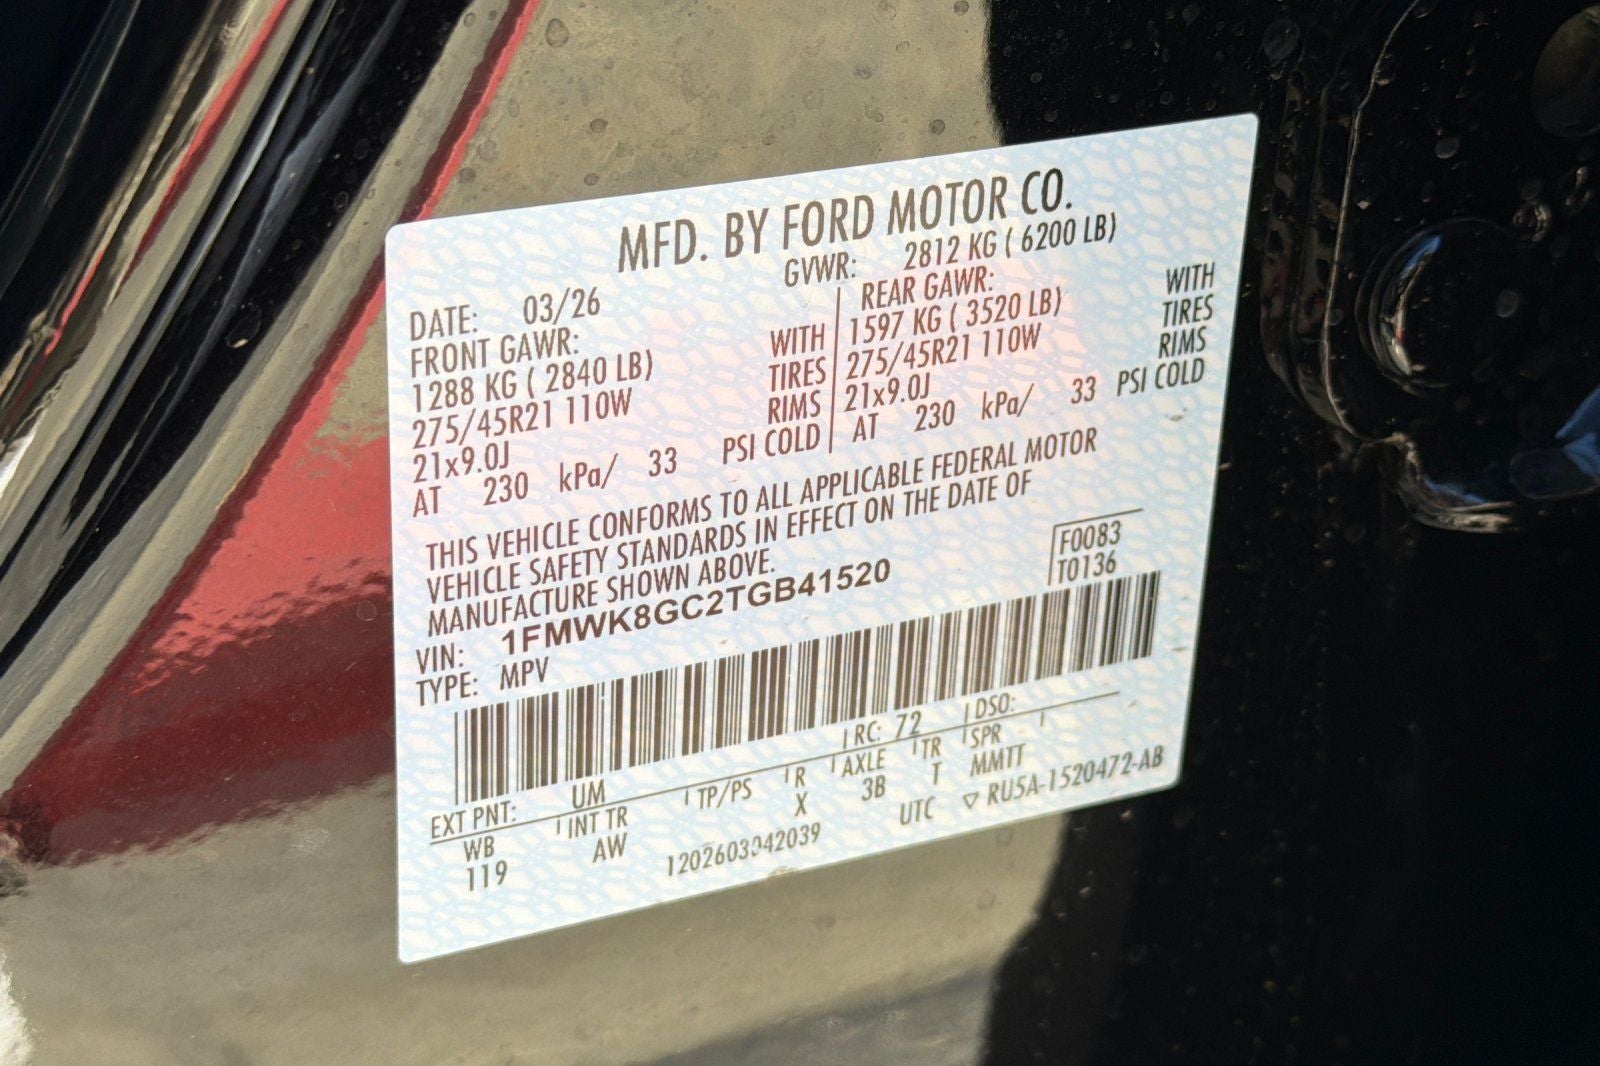 MFD. BY FORD MOTOR CO.
DATE: 03/26 GVWR: 2812 KG ( 6200 LB)
FRONT GAWR: REAR GAWR:
1288 KG ( 2840 LB) WITH 1597 KG ( 3520 LB) WITH
275/45R21 110W TIRES 275/45R21 110W TIRES
21x9.0J RIMS 21x9.0J RIMS
AT 230 kPa/ 33 PSI COLD AT 230 kPa/ 33 PSI COLD
THIS VEHICLE CONFORMS TO ALL APPLICABLE FEDERAL MOTOR
VEHICLE SAFETY STANDARDS IN EFFECT ON THE DATE OF
MANUFACTURE SHOWN ABOVE.
F0083
T0136
VIN: 1FMWK8GC2TGB41520
TYPE: MPV
EXT PNT: UM RC: 72 DSO:
WB INT TR TP/PS R AXLE TR SPR
119 AW X 3B T MMTT
1202603042039 UTC ▽ RU5A-1520472-AB